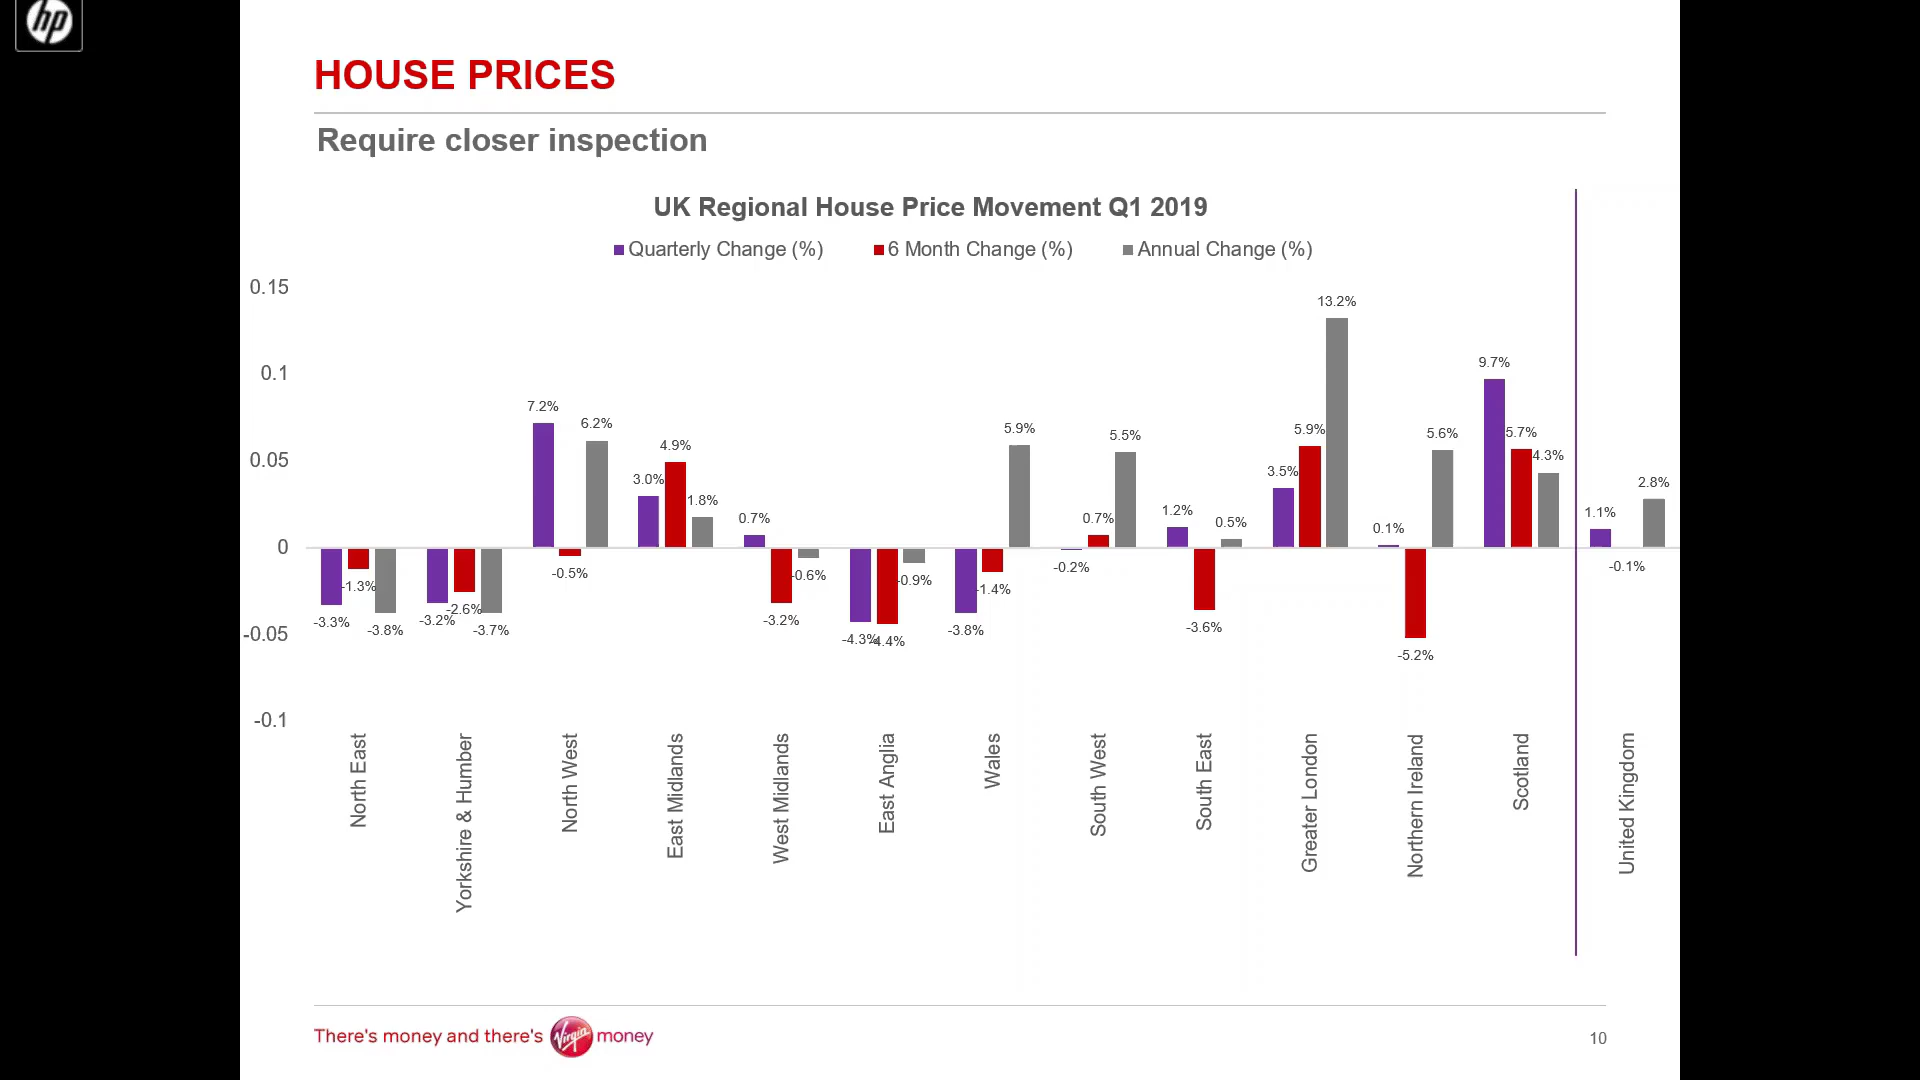 hp
HOUSE PRICES
Require closer inspection
UK Regional House Price Movement Q1 2019
Quarterly Change (%) 6 Month Change (%) Annual Change (%)
0.15
0.1
0.05
0
-0.05
-0.1
-3.3% -1.3% -3.8%
-3.2% -2.6% -3.7%
7.2% -0.5% 6.2%
3.0% 4.9% 1.8%
0.7% -3.2% -0.6%
-4.3% -4.4% -0.9%
-3.8% -1.4% 5.9%
-0.2% 0.7% 5.5%
1.2% -3.6% 0.5%
3.5% 5.9% 13.2%
0.1% -5.2% 5.6%
9.7% 5.7% 4.3%
1.1% -0.1% 2.8%
North East
Yorkshire & Humber
North West
East Midlands
West Midlands
East Anglia
Wales
South West
South East
Greater London
Northern Ireland
Scotland
United Kingdom
There's money and there's Virgin money
10